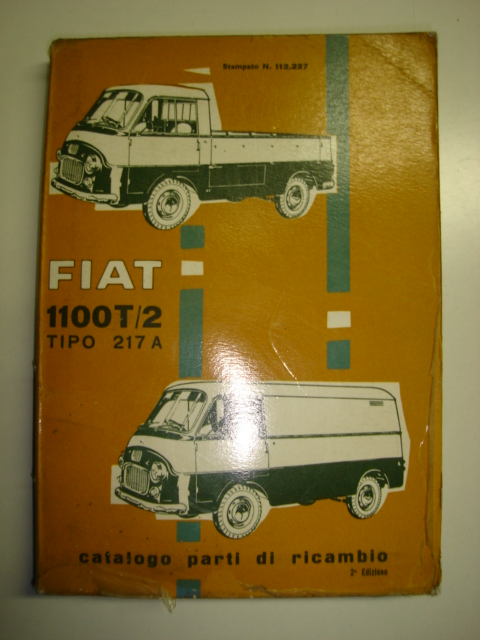 Stampato N. 112.227
FIAT
1100T/2
TIPO 217A
catalogo parti di ricambio
2ª Edizione